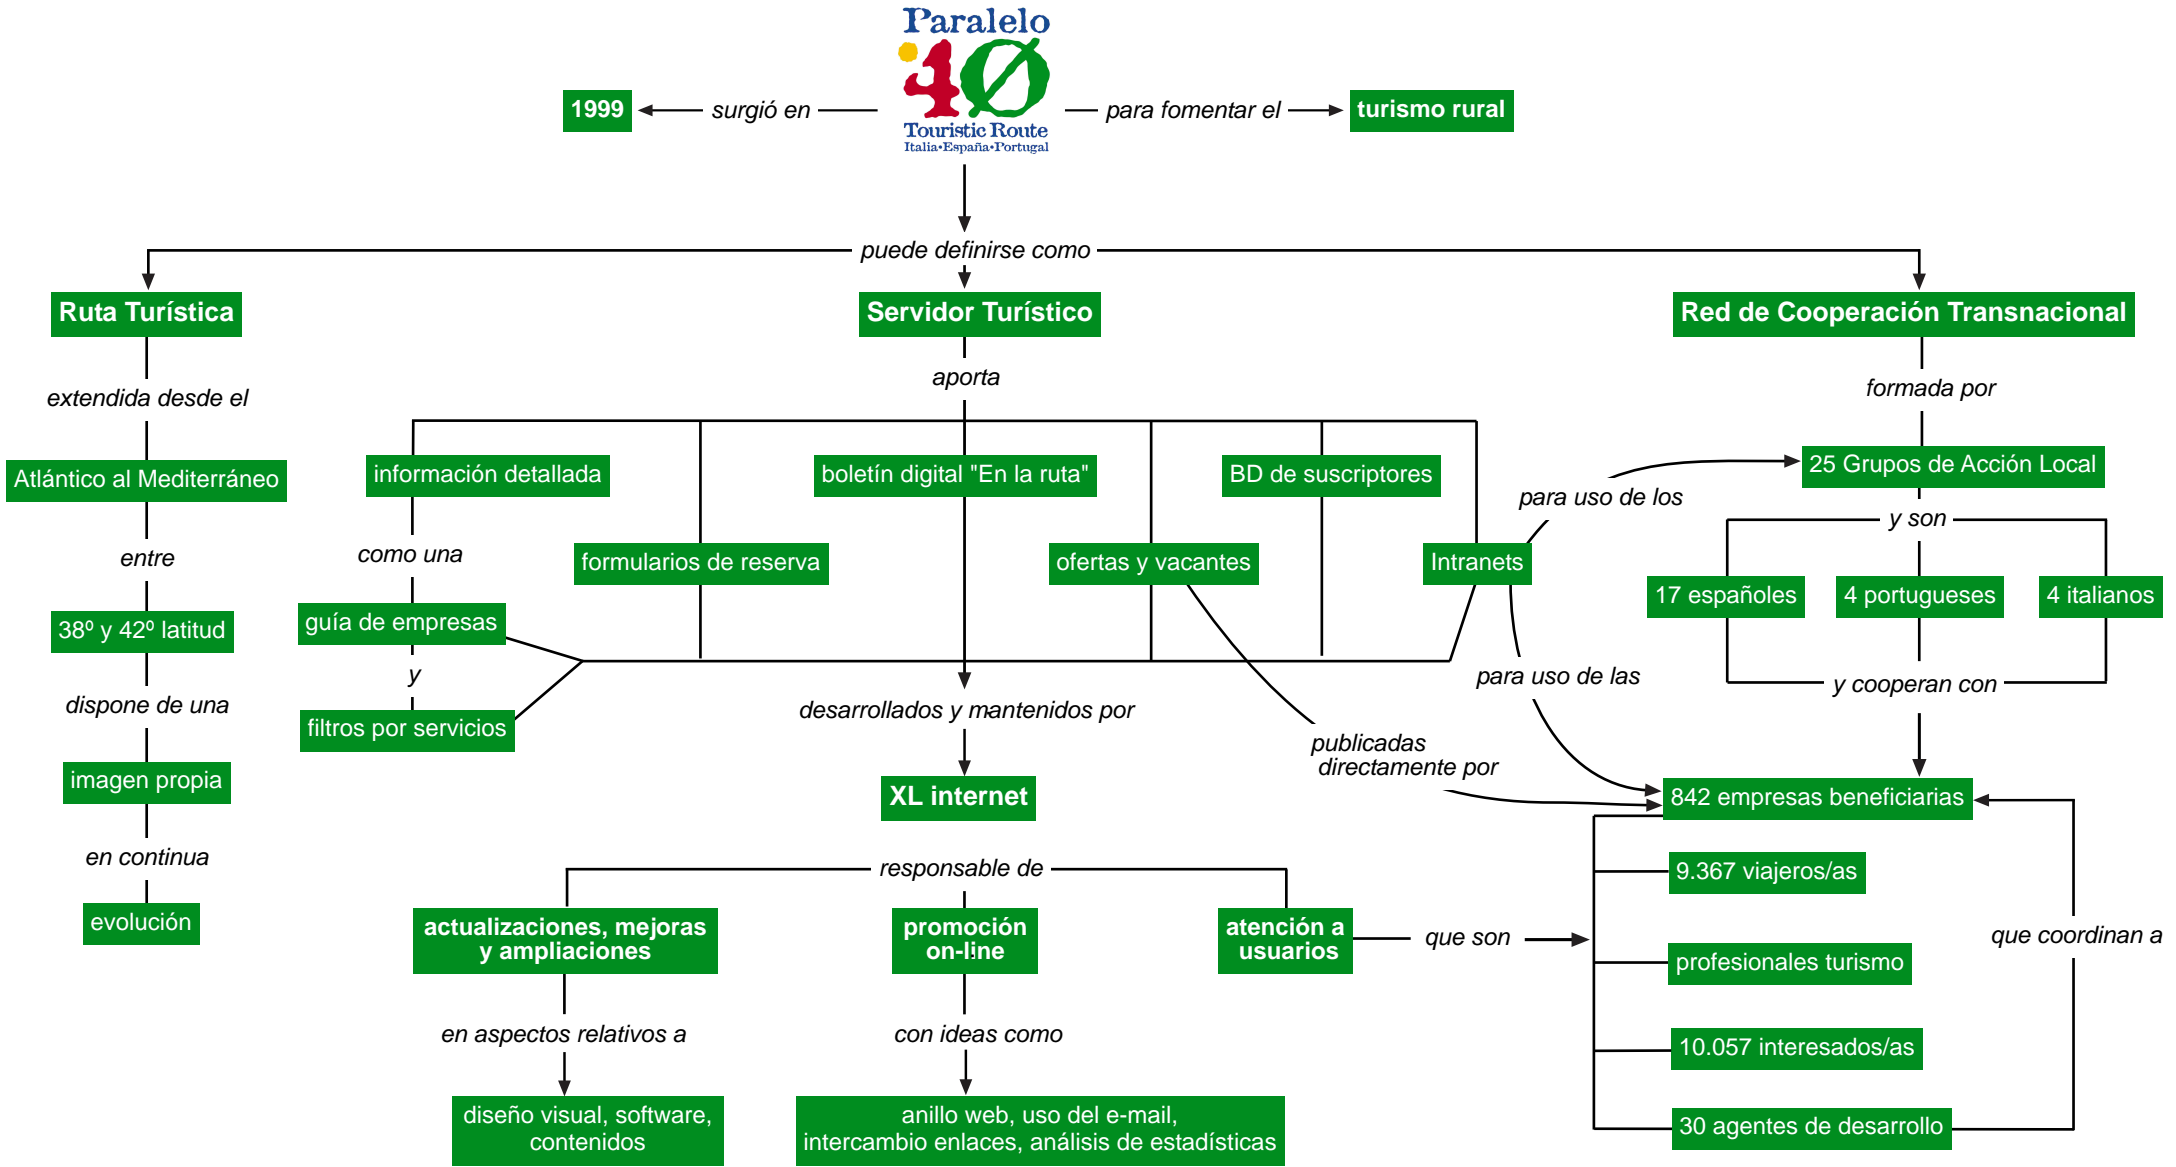 Paralelo
40
Touristic Route
Italia•España•Portugal
1999
surgió en
para fomentar el
turismo rural
puede definirse como
Ruta Turística
Servidor Turístico
Red de Cooperación Transnacional
extendida desde el
Atlántico al Mediterráneo
entre
38º y 42º latitud
dispone de una
imagen propia
en continua
evolución
aporta
información detallada
boletín digital "En la ruta"
BD de suscriptores
como una
formularios de reserva
ofertas y vacantes
Intranets
guía de empresas
y
filtros por servicios
desarrollados y mantenidos por
publicadas
directamente por
para uso de los
para uso de las
XL internet
responsable de
actualizaciones, mejoras
y ampliaciones
promoción
on-line
atención a
usuarios
que son
en aspectos relativos a
con ideas como
diseño visual, software,
contenidos
anillo web, uso del e-mail,
intercambio enlaces, análisis de estadísticas
formada por
25 Grupos de Acción Local
y son
17 españoles
4 portugueses
4 italianos
y cooperan con
842 empresas beneficiarias
9.367 viajeros/as
profesionales turismo
10.057 interesados/as
30 agentes de desarrollo
que coordinan a